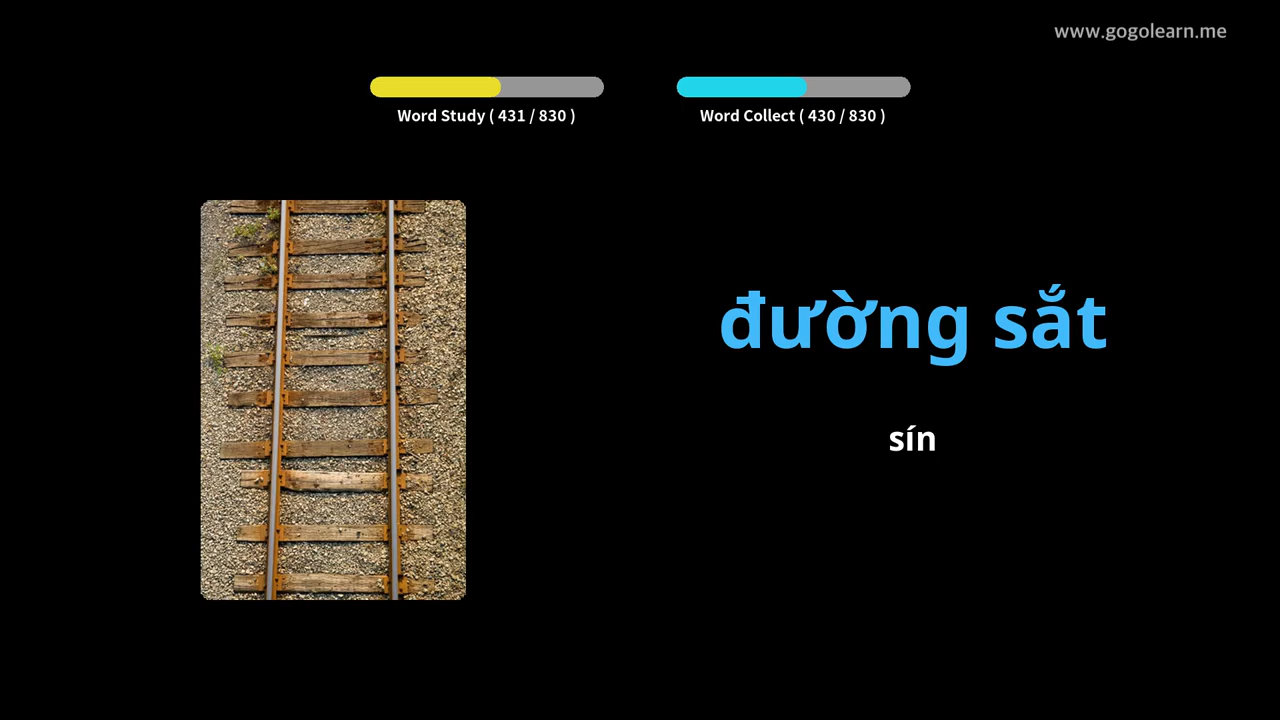 www.gogolearn.me
Word Study ( 431 / 830 )
Word Collect ( 430 / 830 )
đường sắt
sín